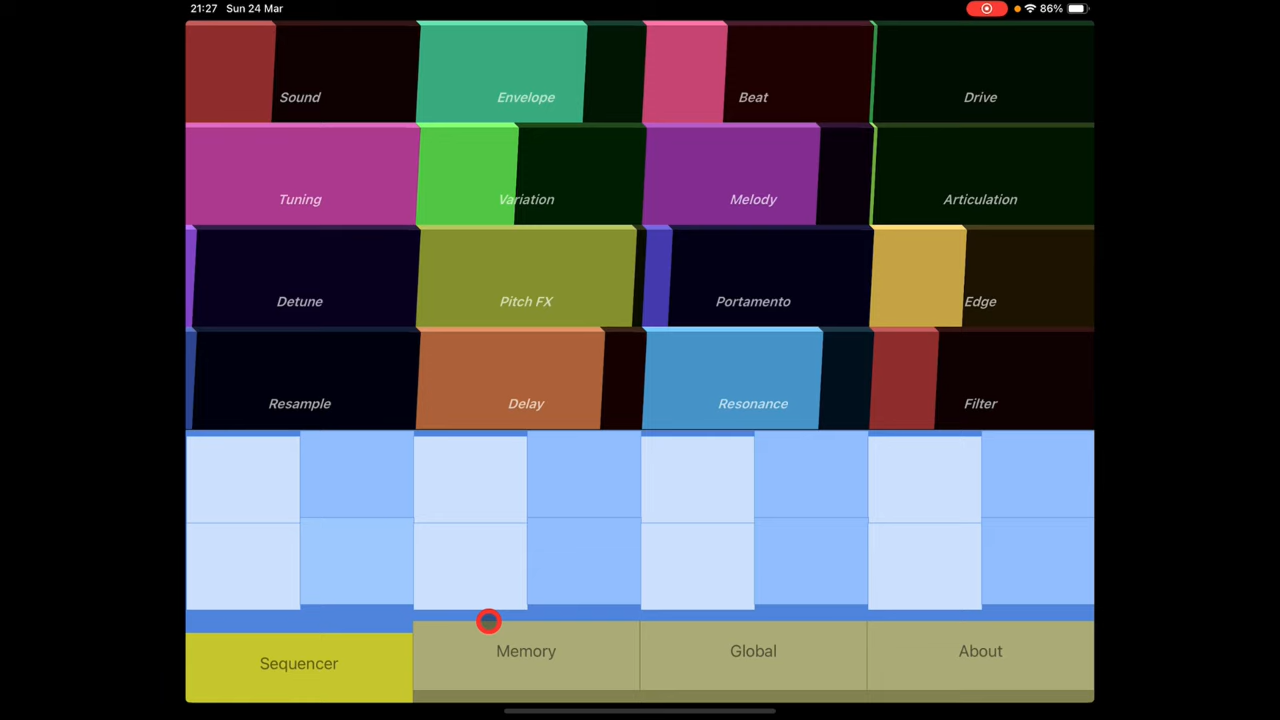 21:27 Sun 24 Mar 86%
Sound Envelope Beat Drive
Tuning Variation Melody Articulation
Detune Pitch FX Portamento Edge
Resample Delay Resonance Filter
Sequencer Memory Global About